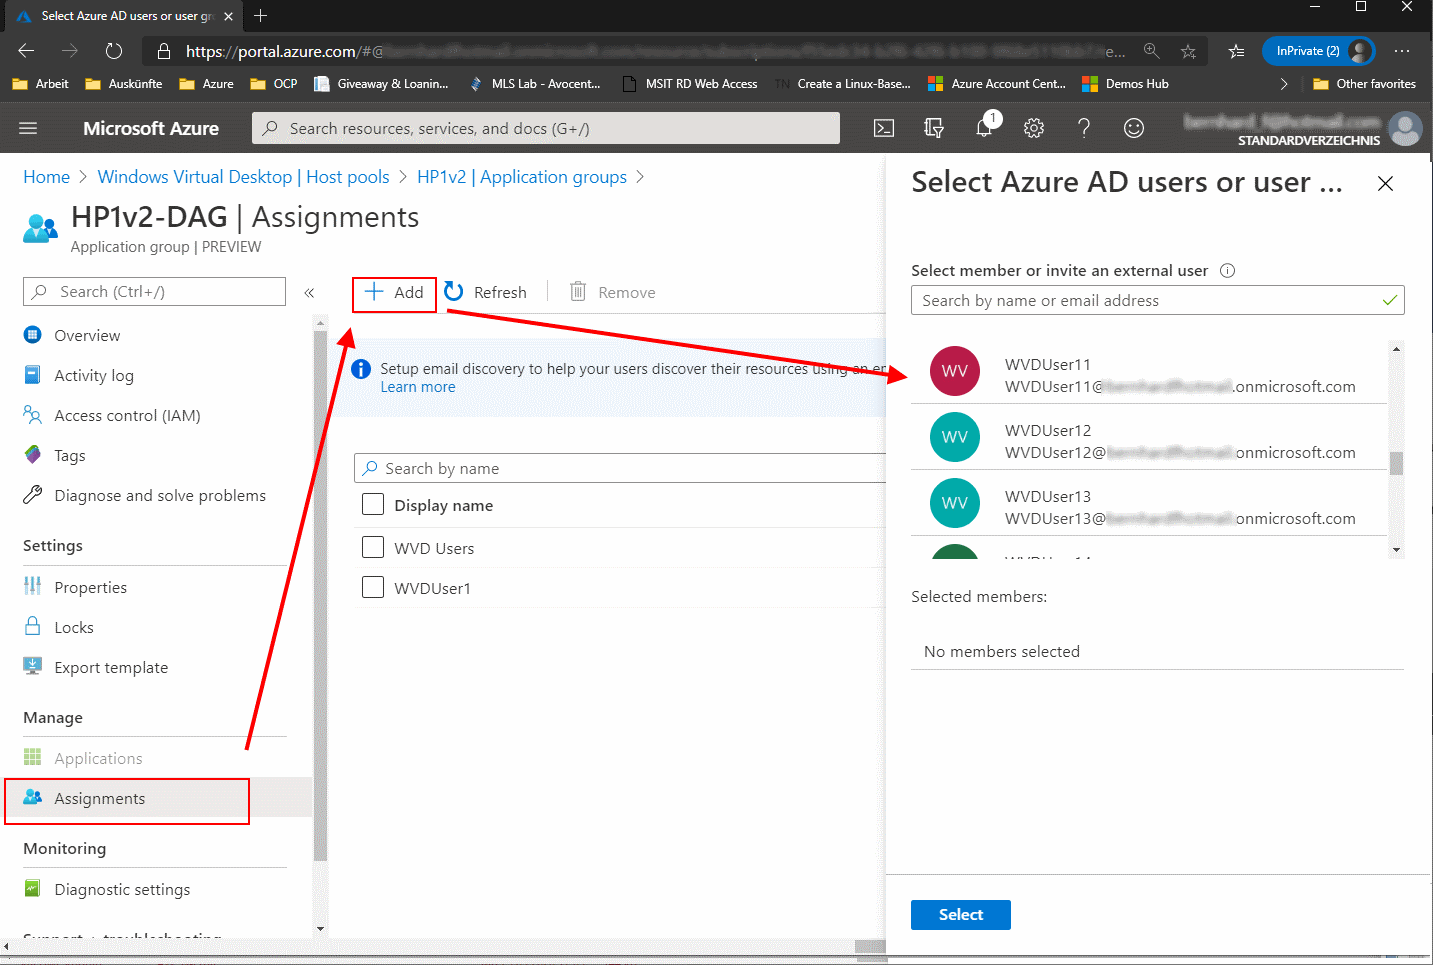 Select Azure AD users or user gr
https://portal.azure.com/#@
e...
InPrivate (2)
Arbeit
Auskünfte
Azure
OCP
Giveaway & Loanin...
MLS Lab - Avocent...
MSIT RD Web Access
Create a Linux-Base...
Azure Account Cent...
Demos Hub
Other favorites
Microsoft Azure
Search resources, services, and docs (G+/)
1
STANDARDVERZEICHNIS
Home > Windows Virtual Desktop | Host pools > HP1v2 | Application groups >
HP1v2-DAG | Assignments
Application group | PREVIEW
Search (Ctrl+/)
«
Overview
Activity log
Access control (IAM)
Tags
Diagnose and solve problems
Settings
Properties
Locks
Export template
Manage
Applications
Assignments
Monitoring
Diagnostic settings
Support + troubleshooting
+ Add
Refresh
Remove
Setup email discovery to help your users discover their resources using an em
Learn more
Search by name
Display name
WVD Users
WVDUser1
Select Azure AD users or user ...
Select member or invite an external user
Search by name or email address
WV
WVDUser11
WVDUser11@ .onmicrosoft.com
WV
WVDUser12
WVDUser12@ .onmicrosoft.com
WV
WVDUser13
WVDUser13@ .onmicrosoft.com
WVDUser14
Selected members:
No members selected
Select